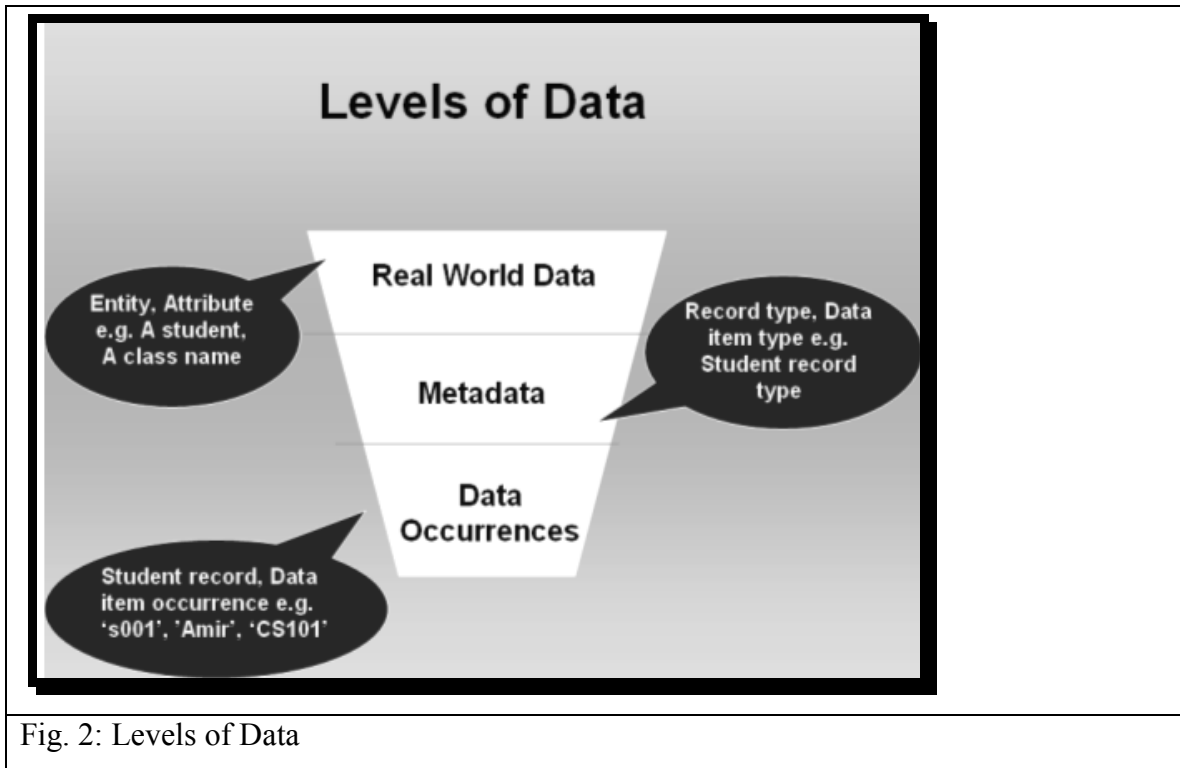 Levels of Data
Real World Data
Entity, Attribute
e.g. A student,
A class name
Record type, Data
item type e.g.
Student record
type
Metadata
Data
Occurrences
Student record, Data
item occurrence e.g.
‘s001’, ’Amir’, ‘CS101’
Fig. 2: Levels of Data